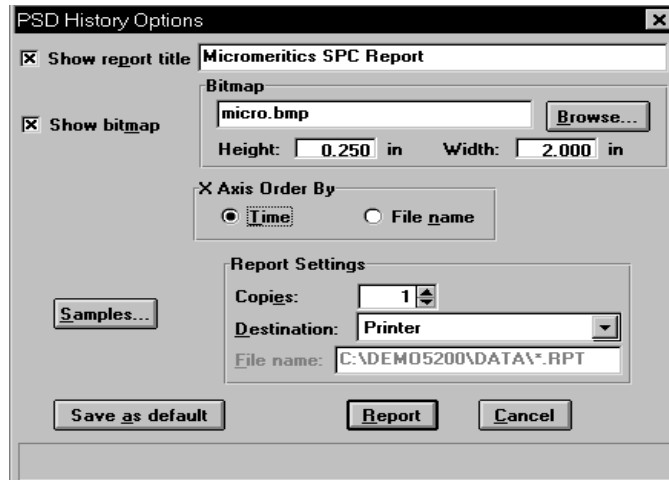 PSD History Options
Show report title Micromeritics SPC Report
Bitmap
Show bitmap micro.bmp Browse...
Height: 0.250 in Width: 2.000 in
X Axis Order By
Time File name
Report Settings
Copies: 1
Samples...
Destination: Printer
File name: C:\DEMO5200\DATA\*.RPT
Save as default Report Cancel